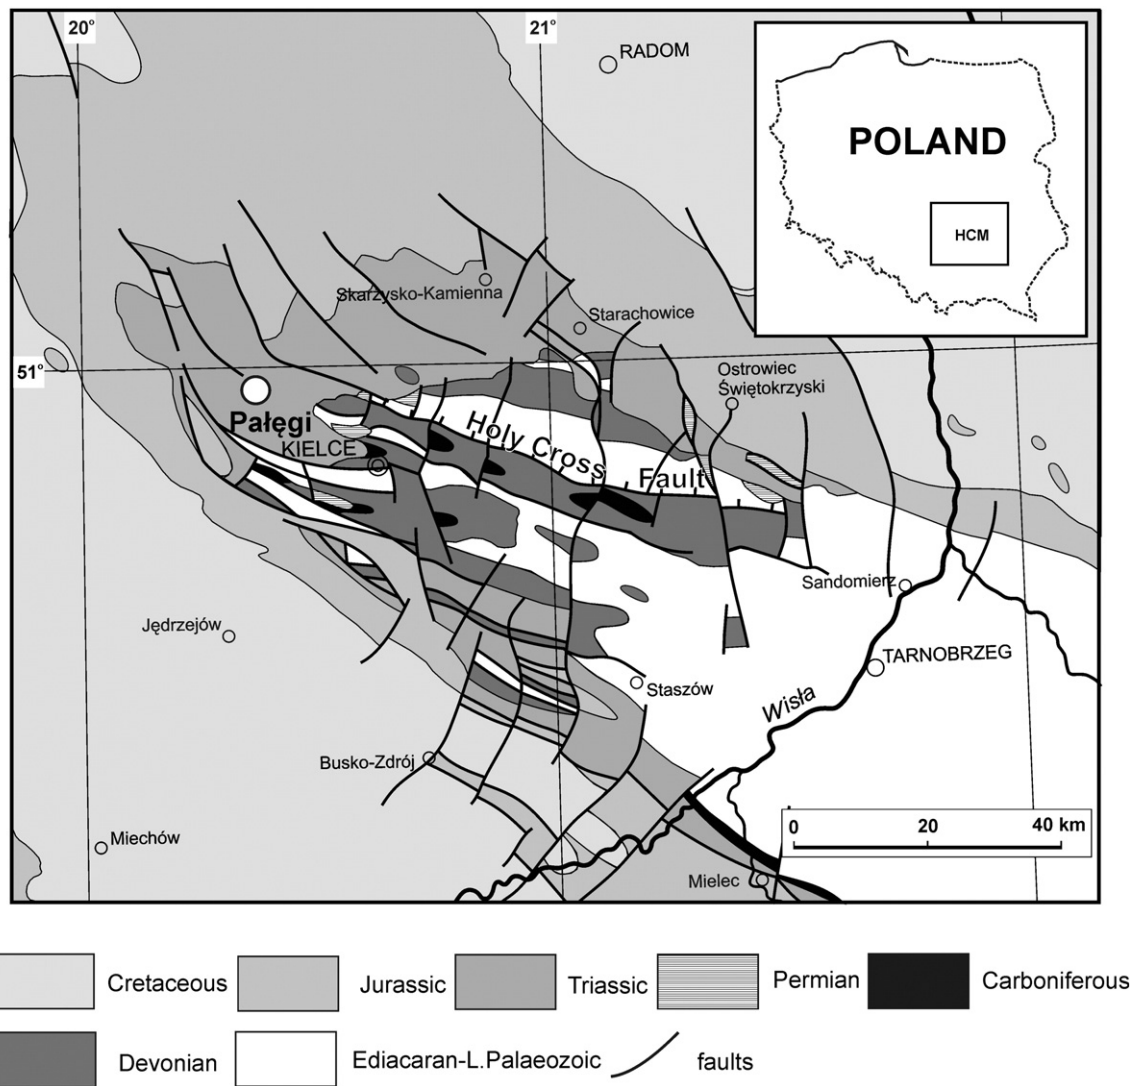 20°
21°
RADOM
POLAND
HCM
Skarżysko-Kamienna
Starachowice
51°
Ostrowiec
Świętokrzyski
Pałęgi
KIELCE
Holy Cross
Fault
Sandomierz
Jędrzejów
TARNOBRZEG
Staszów
Wisła
Busko-Zdrój
Miechów
0
20
40 km
Mielec
Cretaceous
Jurassic
Triassic
Permian
Carboniferous
Devonian
Ediacaran-L.Palaeozoic
faults